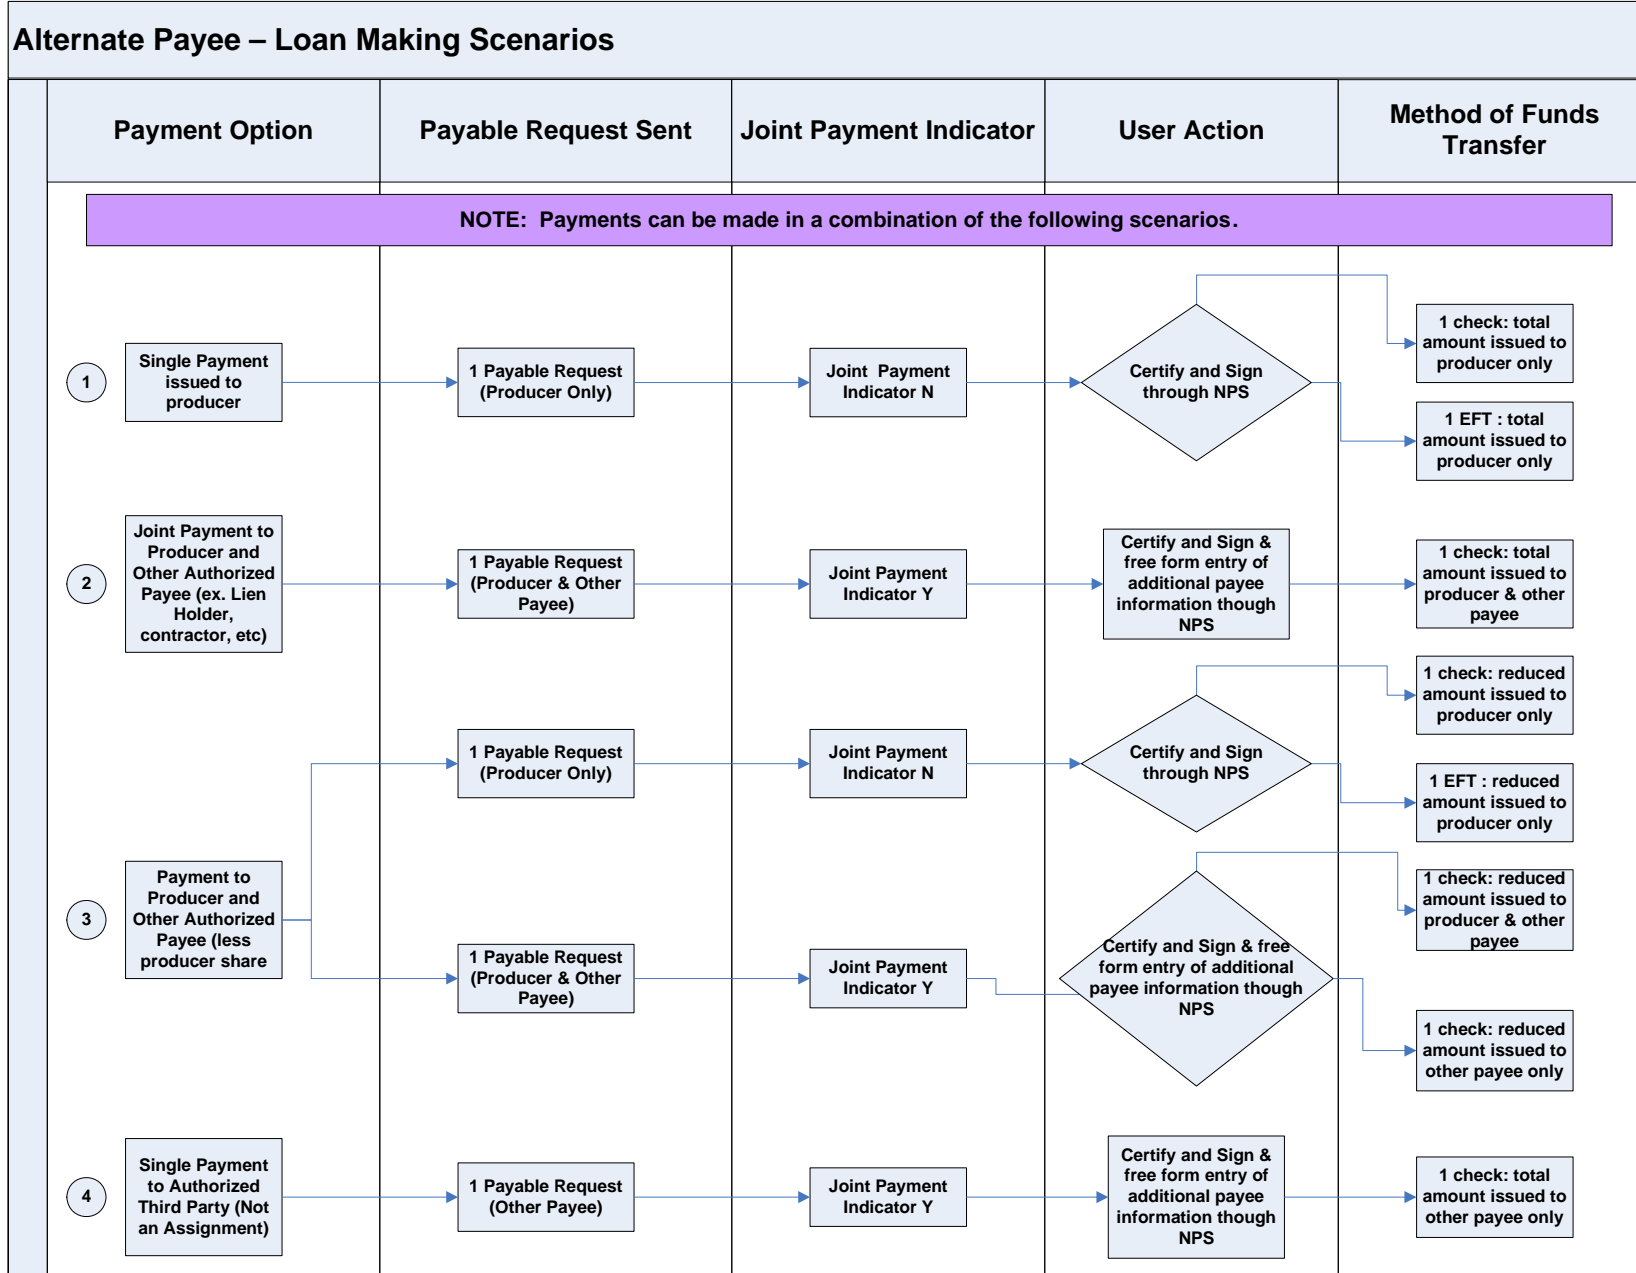 Alternate Payee – Loan Making Scenarios
Payment Option
Payable Request Sent
Joint Payment Indicator
User Action
Method of Funds
Transfer
NOTE:  Payments can be made in a combination of the following scenarios.
1
Single Payment
issued to
producer
1 Payable Request
(Producer Only)
Joint  Payment
Indicator N
Certify and Sign
through NPS
1 check: total
amount issued to
producer only
1 EFT : total
amount issued to
producer only
2
Joint Payment to
Producer and
Other Authorized
Payee (ex. Lien
Holder,
contractor, etc)
1 Payable Request
(Producer & Other
Payee)
Joint Payment
Indicator Y
Certify and Sign &
free form entry of
additional payee
information though
NPS
1 check: total
amount issued to
producer & other
payee
3
Payment to
Producer and
Other Authorized
Payee (less
producer share
1 Payable Request
(Producer Only)
Joint Payment
Indicator N
Certify and Sign
through NPS
1 check: reduced
amount issued to
producer only
1 EFT : reduced
amount issued to
producer only
1 Payable Request
(Producer & Other
Payee)
Joint Payment
Indicator Y
Certify and Sign & free
form entry of additional
payee information though
NPS
1 check: reduced
amount issued to
producer & other
payee
1 check: reduced
amount issued to
other payee only
4
Single Payment
to Authorized
Third Party (Not
an Assignment)
1 Payable Request
(Other Payee)
Joint Payment
Indicator Y
Certify and Sign &
free form entry of
additional payee
information though
NPS
1 check: total
amount issued to
other payee only